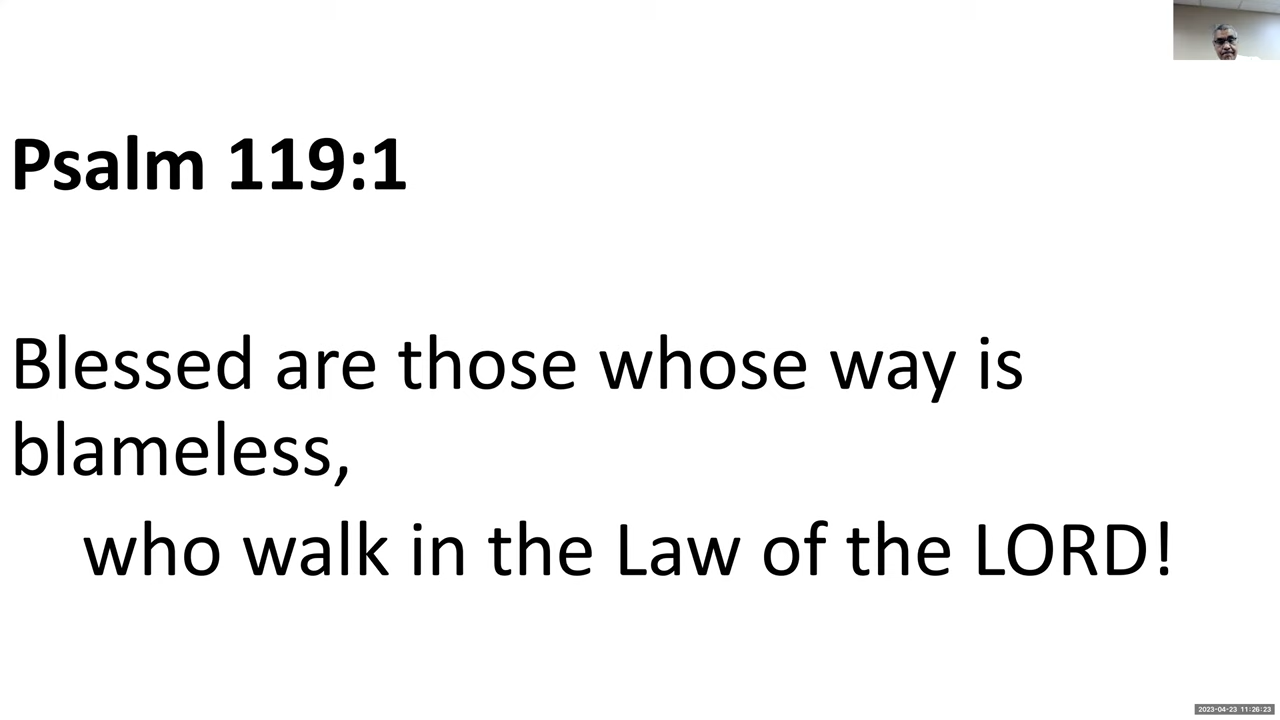 Psalm 119:1
Blessed are those whose way is
blameless,
who walk in the Law of the LORD!
2023-04-23 11:26:23